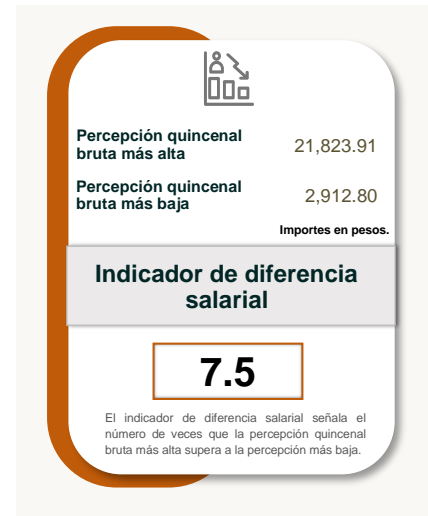 Percepción quincenal
bruta más alta
21,823.91
Percepción quincenal
bruta más baja
2,912.80
Importes en pesos.
Indicador de diferencia
salarial
7.5
El indicador de diferencia salarial señala el
número de veces que la percepción quincenal
bruta más alta supera a la percepción más baja.